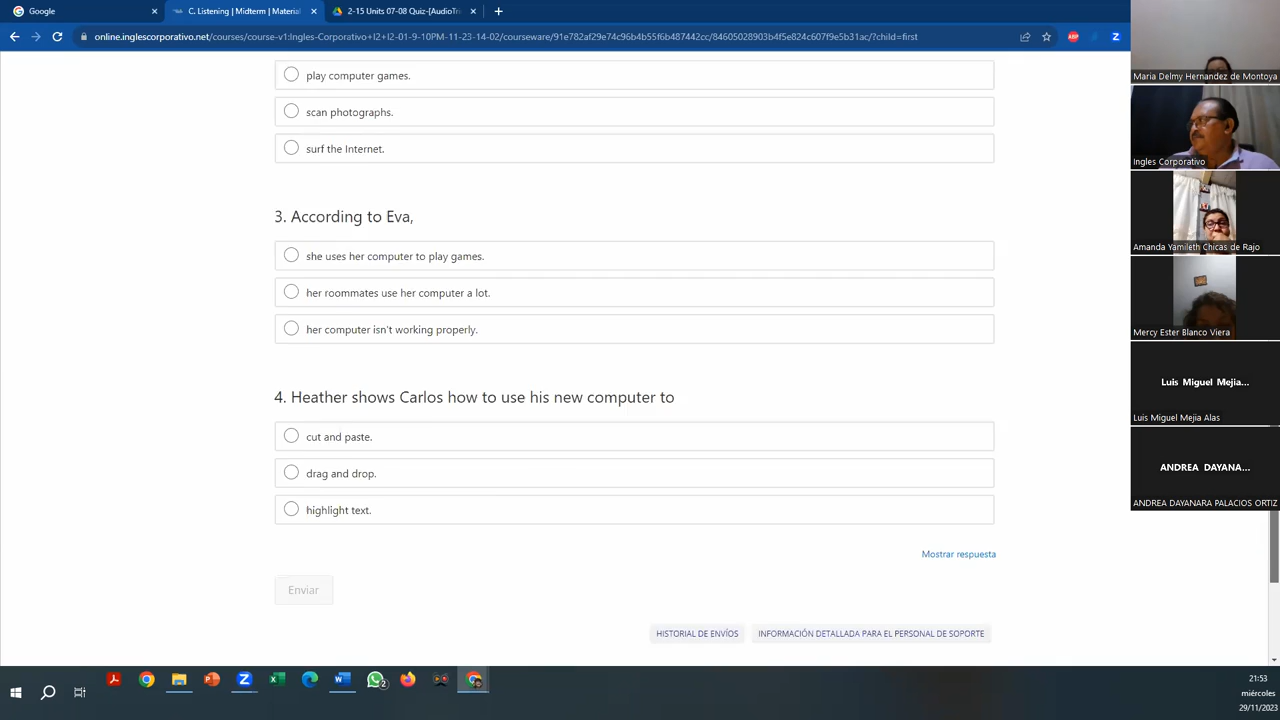 Google
C. Listening | Midterm | Material
2-15 Units 07-08 Quiz-[AudioTr
online.inglescorporativo.net/courses/course-v1:Ingles-Corporativo+I2+I2-01-9-10PM-11-23-14-02/courseware/91e782af29e74c96b4b55f6b487442cc/84605028903b4f5e824c607f9e5b31ac/?child=first
play computer games.
scan photographs.
surf the Internet.
3. According to Eva,
she uses her computer to play games.
her roommates use her computer a lot.
her computer isn't working properly.
4. Heather shows Carlos how to use his new computer to
cut and paste.
drag and drop.
highlight text.
Mostrar respuesta
Enviar
HISTORIAL DE ENVÍOS
INFORMACIÓN DETALLADA PARA EL PERSONAL DE SOPORTE
Maria Delmy Hernandez de Montoya
Ingles Corporativo
Amanda Yamileth Chicas de Rajo
Mercy Ester Blanco Viera
Luis Miguel Mejia...
Luis Miguel Mejia Alas
ANDREA DAYANA...
ANDREA DAYANARA PALACIOS ORTIZ
21:53
miércoles
29/11/2023